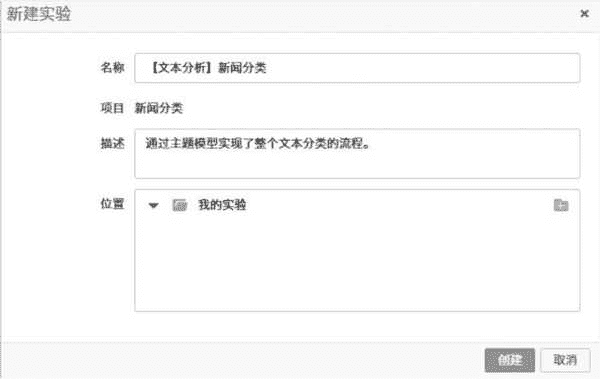 新建实验
名称 【文本分析】新闻分类
项目 新闻分类
描述 通过主题模型实现了整个文本分类的流程。
位置 我的实验
创建 取消